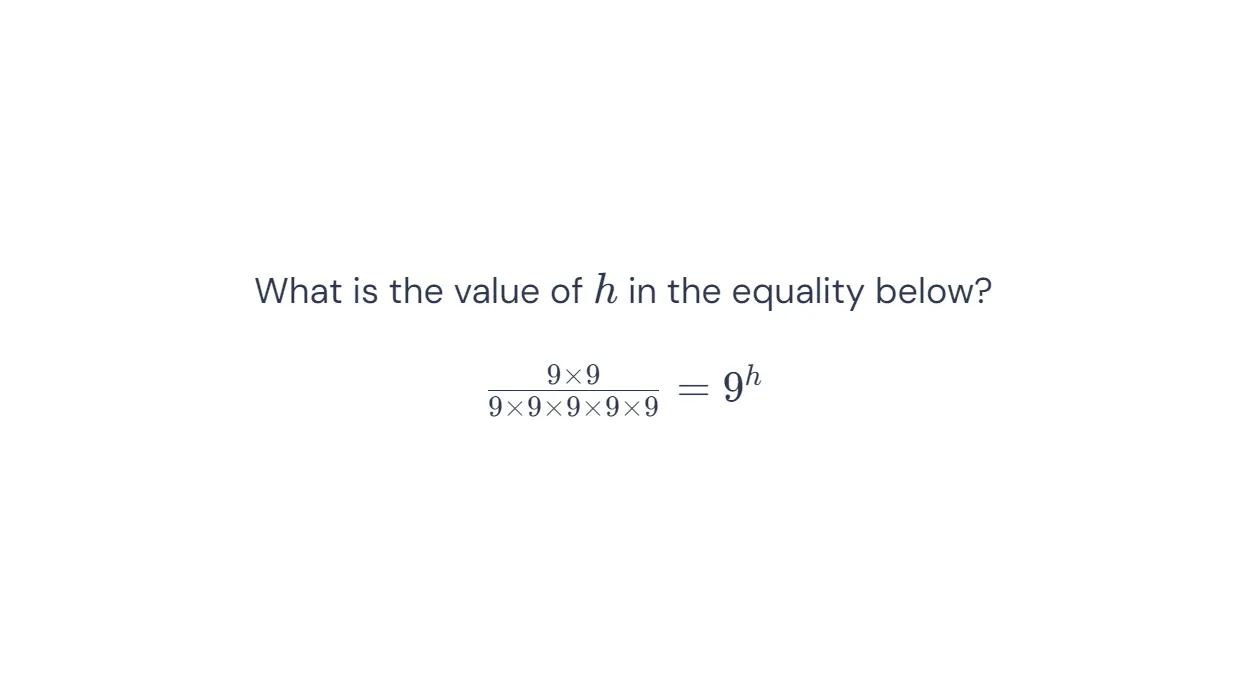 What is the value of h in the equality below?
9×9
9×9×9×9×9
= 9^h